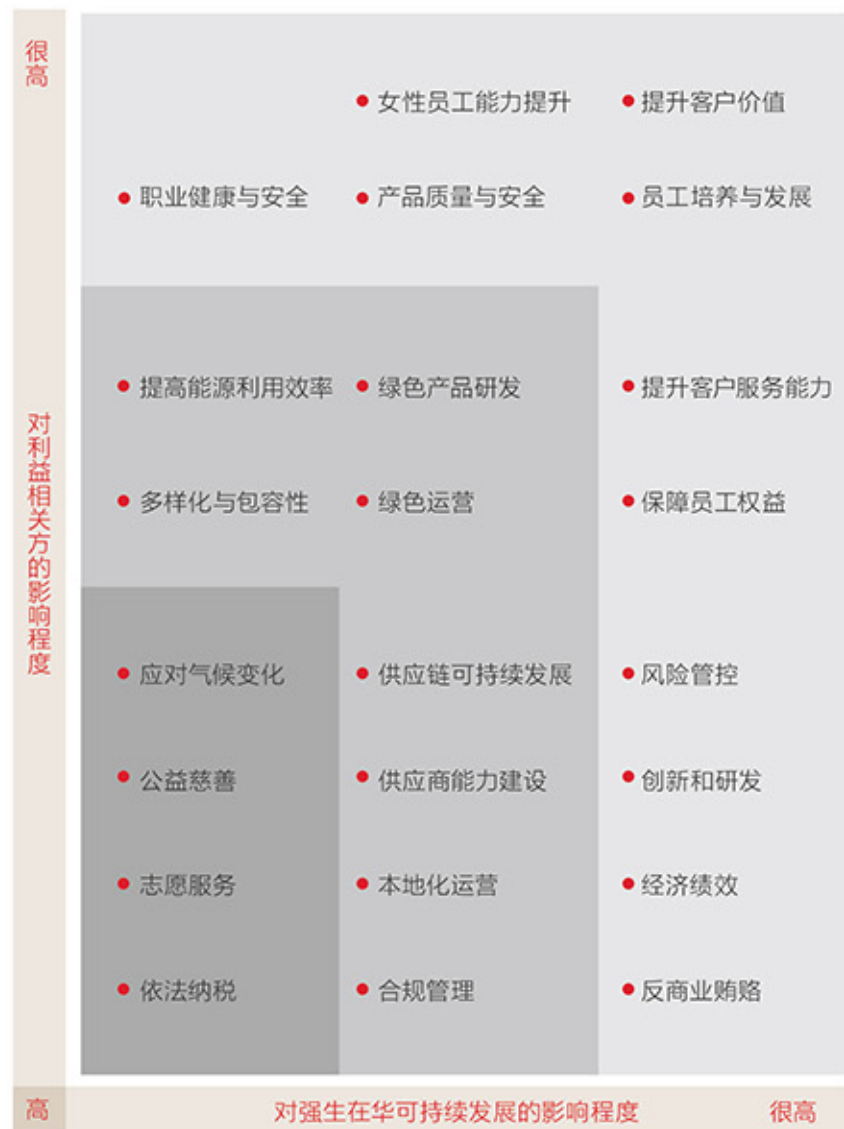 很高
女性员工能力提升
提升客户价值
职业健康与安全
产品质量与安全
员工培养与发展
提高能源利用效率
绿色产品研发
提升客户服务能力
对利益相关方的影响程度
多样化与包容性
绿色运营
保障员工权益
应对气候变化
供应链可持续发展
风险管控
公益慈善
供应商能力建设
创新和研发
志愿服务
本地化运营
经济绩效
依法纳税
合规管理
反商业贿赂
高
对强生在华可持续发展的影响程度
很高